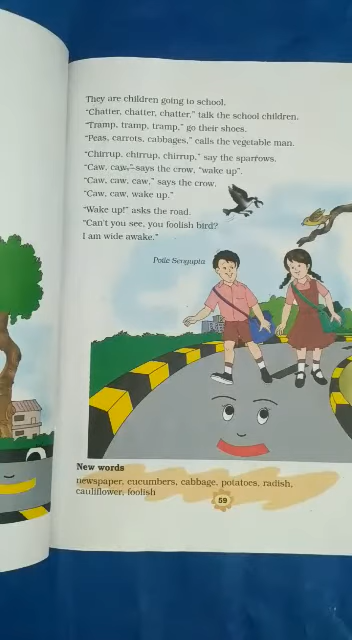 They are children going to school.
"Chatter, chatter, chatter," talk the school children.
"Tramp, tramp, tramp," go their shoes.
"Peas, carrots, cabbages," calls the vegetable man.
"Chirrup, chirrup, chirrup," say the sparrows.
"Caw, caw," says the crow, "wake up".
"Caw, caw, caw," says the crow.
"Caw, caw, wake up."
"Wake up!" asks the road.
"Can't you see, you foolish bird?
I am wide awake."
Poile Sengupta
New words
newspaper, cucumbers, cabbage, potatoes, radish,
cauliflower, foolish
59